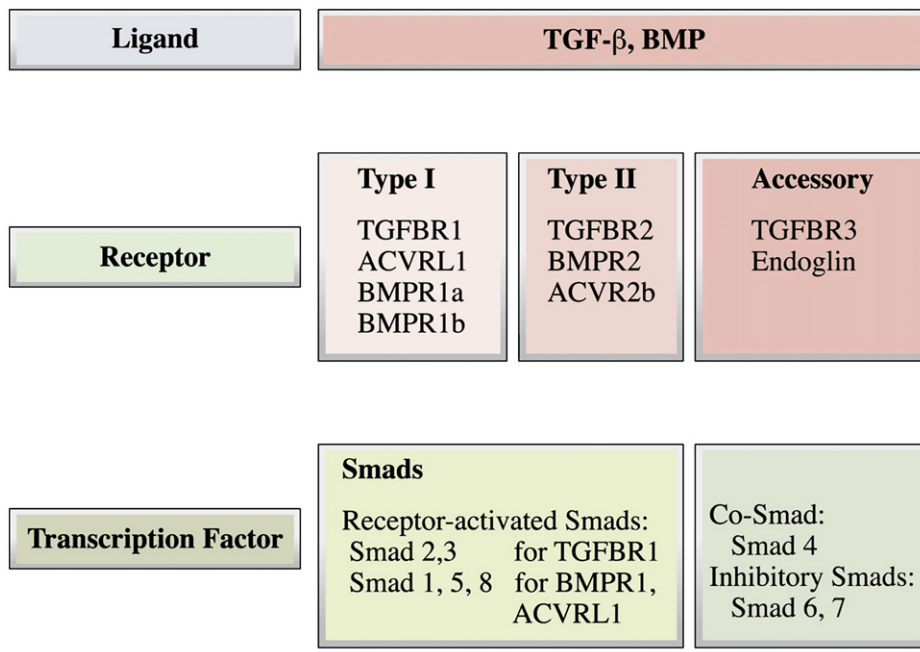 Ligand
TGF-β, BMP
Receptor
Type I
TGFBR1
ACVRL1
BMPR1a
BMPR1b
Type II
TGFBR2
BMPR2
ACVR2b
Accessory
TGFBR3
Endoglin
Transcription Factor
Smads
Receptor-activated Smads:
Smad 2,3 for TGFBR1
Smad 1, 5, 8 for BMPR1,
ACVRL1
Co-Smad:
Smad 4
Inhibitory Smads:
Smad 6, 7